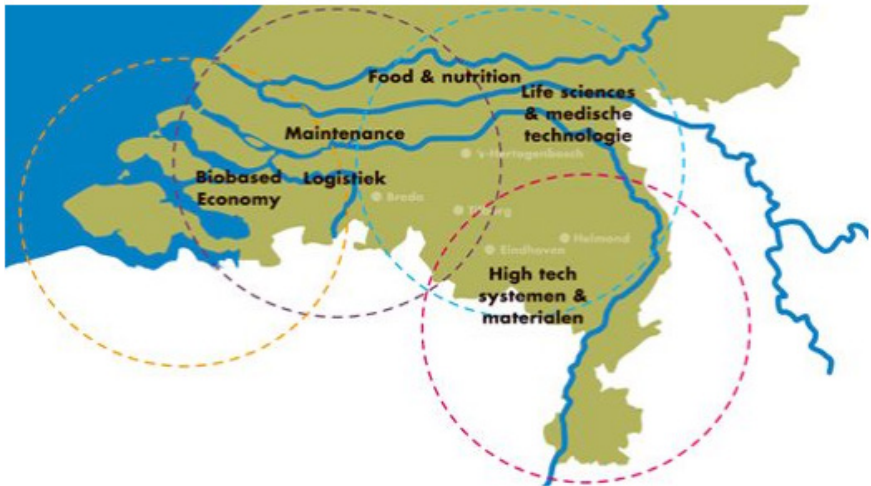 Food & nutrition
Life sciences
& medische
technologie
Maintenance
's-Hertogenbosch
Biobased
Economy
Logistiek
Breda
Tilburg
Helmond
Eindhoven
High tech
systemen &
materialen